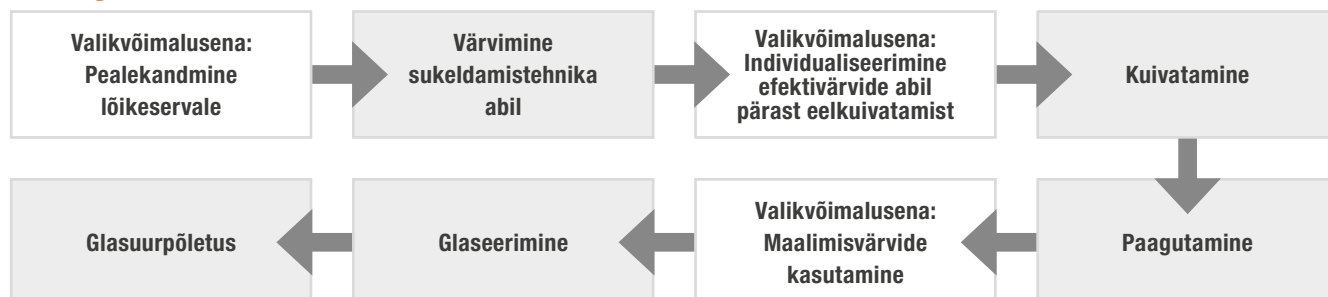 Valikvõimalusena:
Pealekandmine
lõikeservale
Värvimine
sukeldamistehnika
abil
Valikvõimalusena:
Individualiseerimine
efektivärvide abil
pärast eelkuivatamist
Kuivatamine
Glasuurpõletus
Glaseerimine
Valikvõimalusena:
Maalimisvärvide
kasutamine
Paagutamine